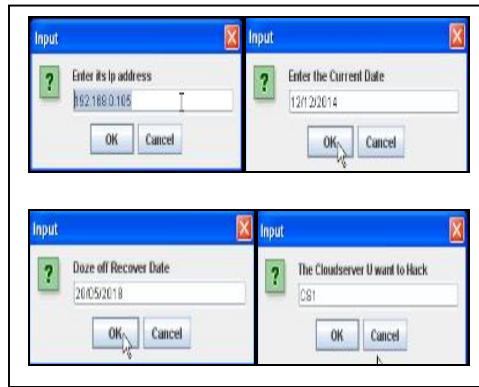 Input
Enter its Ip address
192.168.0.105
OK Cancel
Input
Enter the Current Date
12/12/2014
OK Cancel
Input
Doze off Recover Date
20/05/2018
OK Cancel
Input
The Cloudserver U want to Hack
CS1
OK Cancel